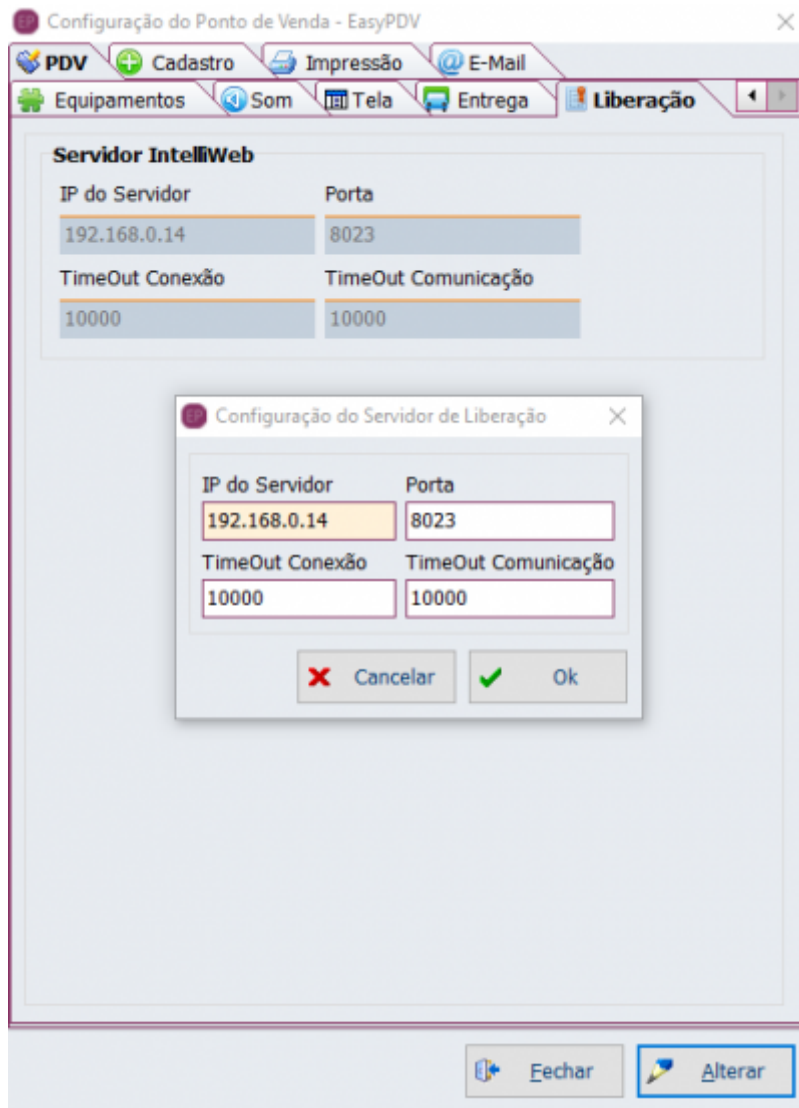 EP Configuração do Ponto de Venda - EasyPDV
PDV Cadastro Impressão E-Mail
Equipamentos Som Tela Entrega Liberação
Servidor IntelliWeb
IP do Servidor Porta
192.168.0.14 8023
TimeOut Conexão TimeOut Comunicação
10000 10000
EP Configuração do Servidor de Liberação
IP do Servidor Porta
192.168.0.14 8023
TimeOut Conexão TimeOut Comunicação
10000 10000
Cancelar Ok
Fechar Alterar